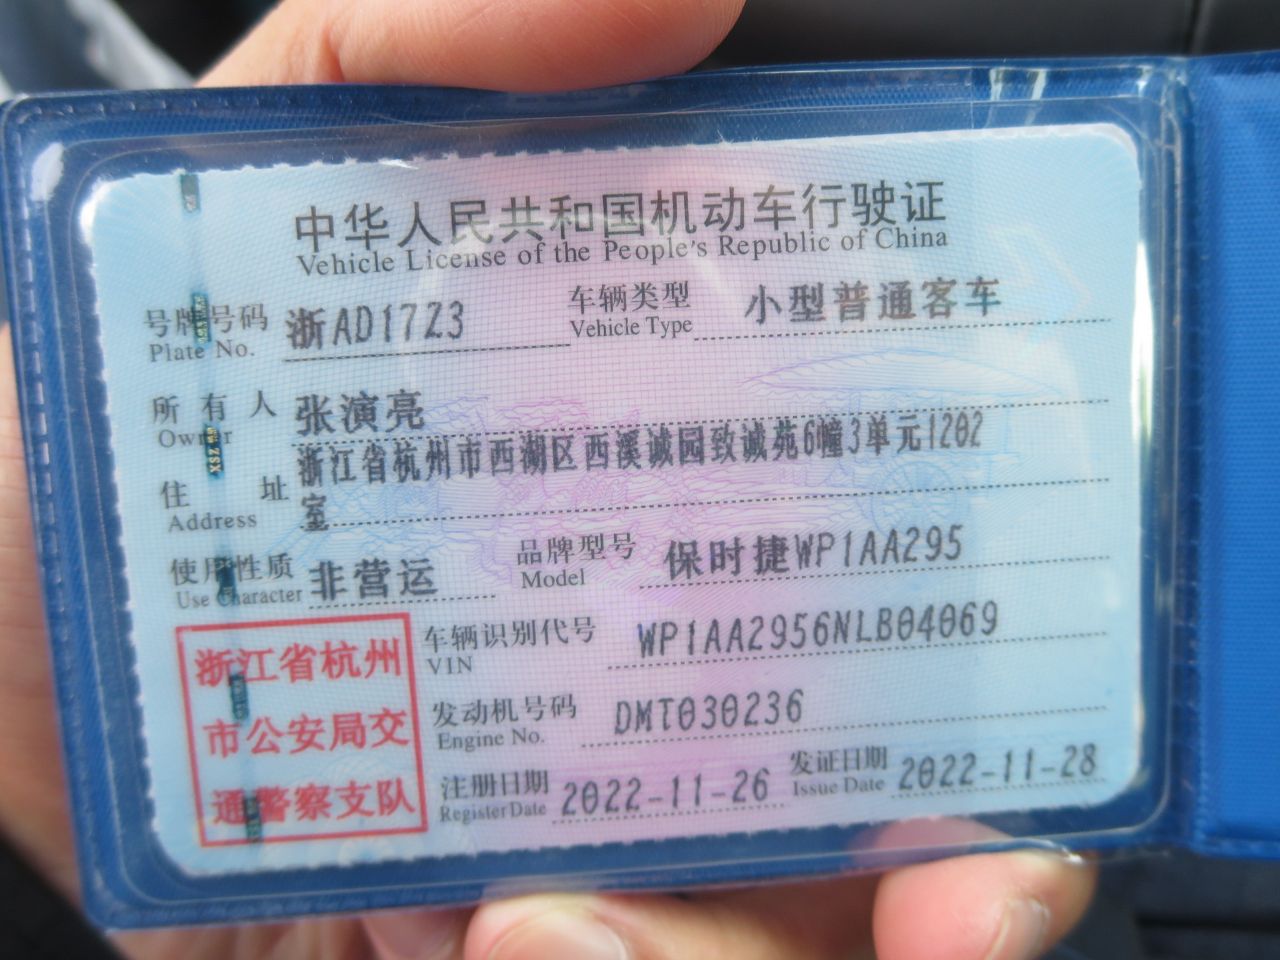 中华人民共和国机动车行驶证
Vehicle License of the People's Republic of China
号牌号码 浙AD17Z3 车辆类型 小型普通客车
Plate No. Vehicle Type
所有人 张演亮
Owner
住址 浙江省杭州市西湖区西溪诚园致诚苑6幢3单元1202
Address 室
使用性质 非营运 品牌型号 保时捷WP1AA295
Use Character Model
车辆识别代号 WP1AA2956NLB04069
VIN
发动机号码 DMT030236
Engine No.
注册日期 2022-11-26 发证日期 2022-11-28
Register Date Issue Date
浙江省杭州
市公安局交
通警察支队
XSZ